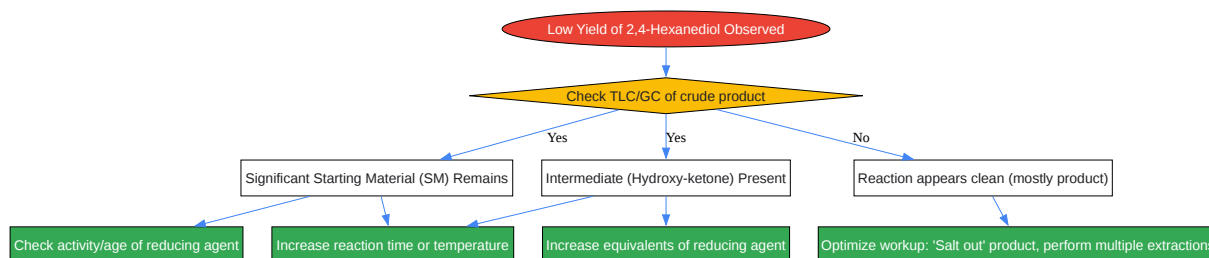 Low Yield of 2,4-Hexanediol Observed
Check TLC/GC of crude product
Yes
Yes
No
Significant Starting Material (SM) Remains
Intermediate (Hydroxy-ketone) Present
Reaction appears clean (mostly product)
Check activity/age of reducing agent
Increase reaction time or temperature
Increase equivalents of reducing agent
Optimize workup: 'Salt out' product, perform multiple extractions